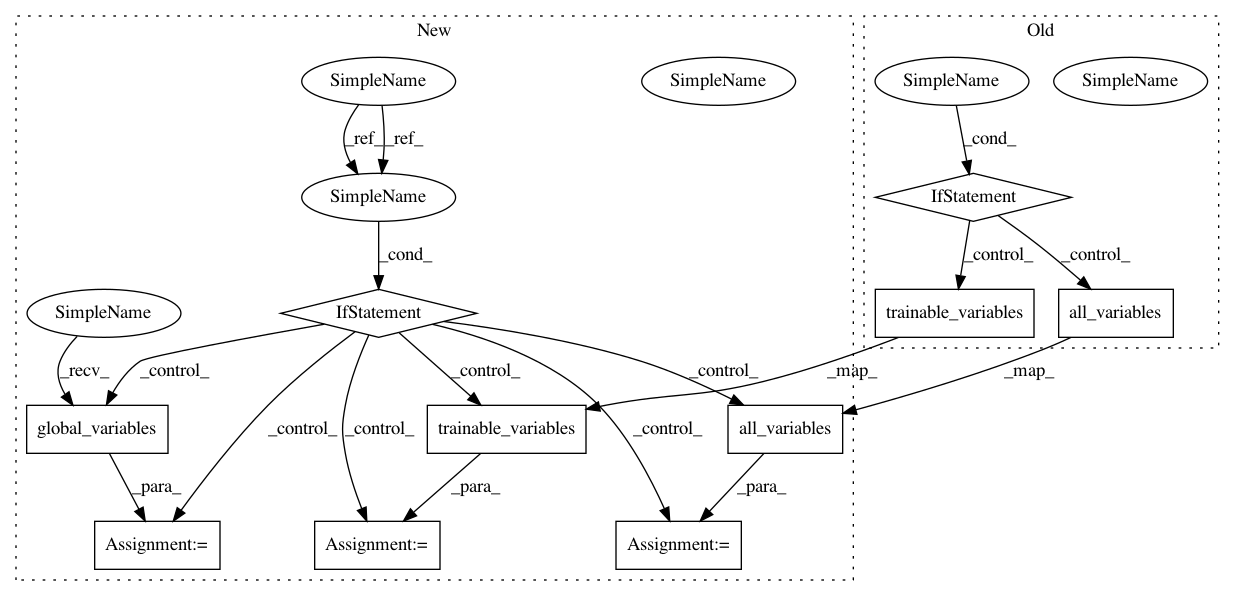 New
Old
SimpleName
SimpleName
SimpleName
SimpleName
_ref_
_ref_
_cond_
SimpleName
IfStatement
_cond_
_control_
_control_
SimpleName
IfStatement
trainable_variables
all_variables
_recv_
_control_
_control_
_control_
_map_
_map_
global_variables
_control_
_control_
trainable_variables
_control_
all_variables
_para_
_para_
_para_
Assignment:=
Assignment:=
Assignment:=